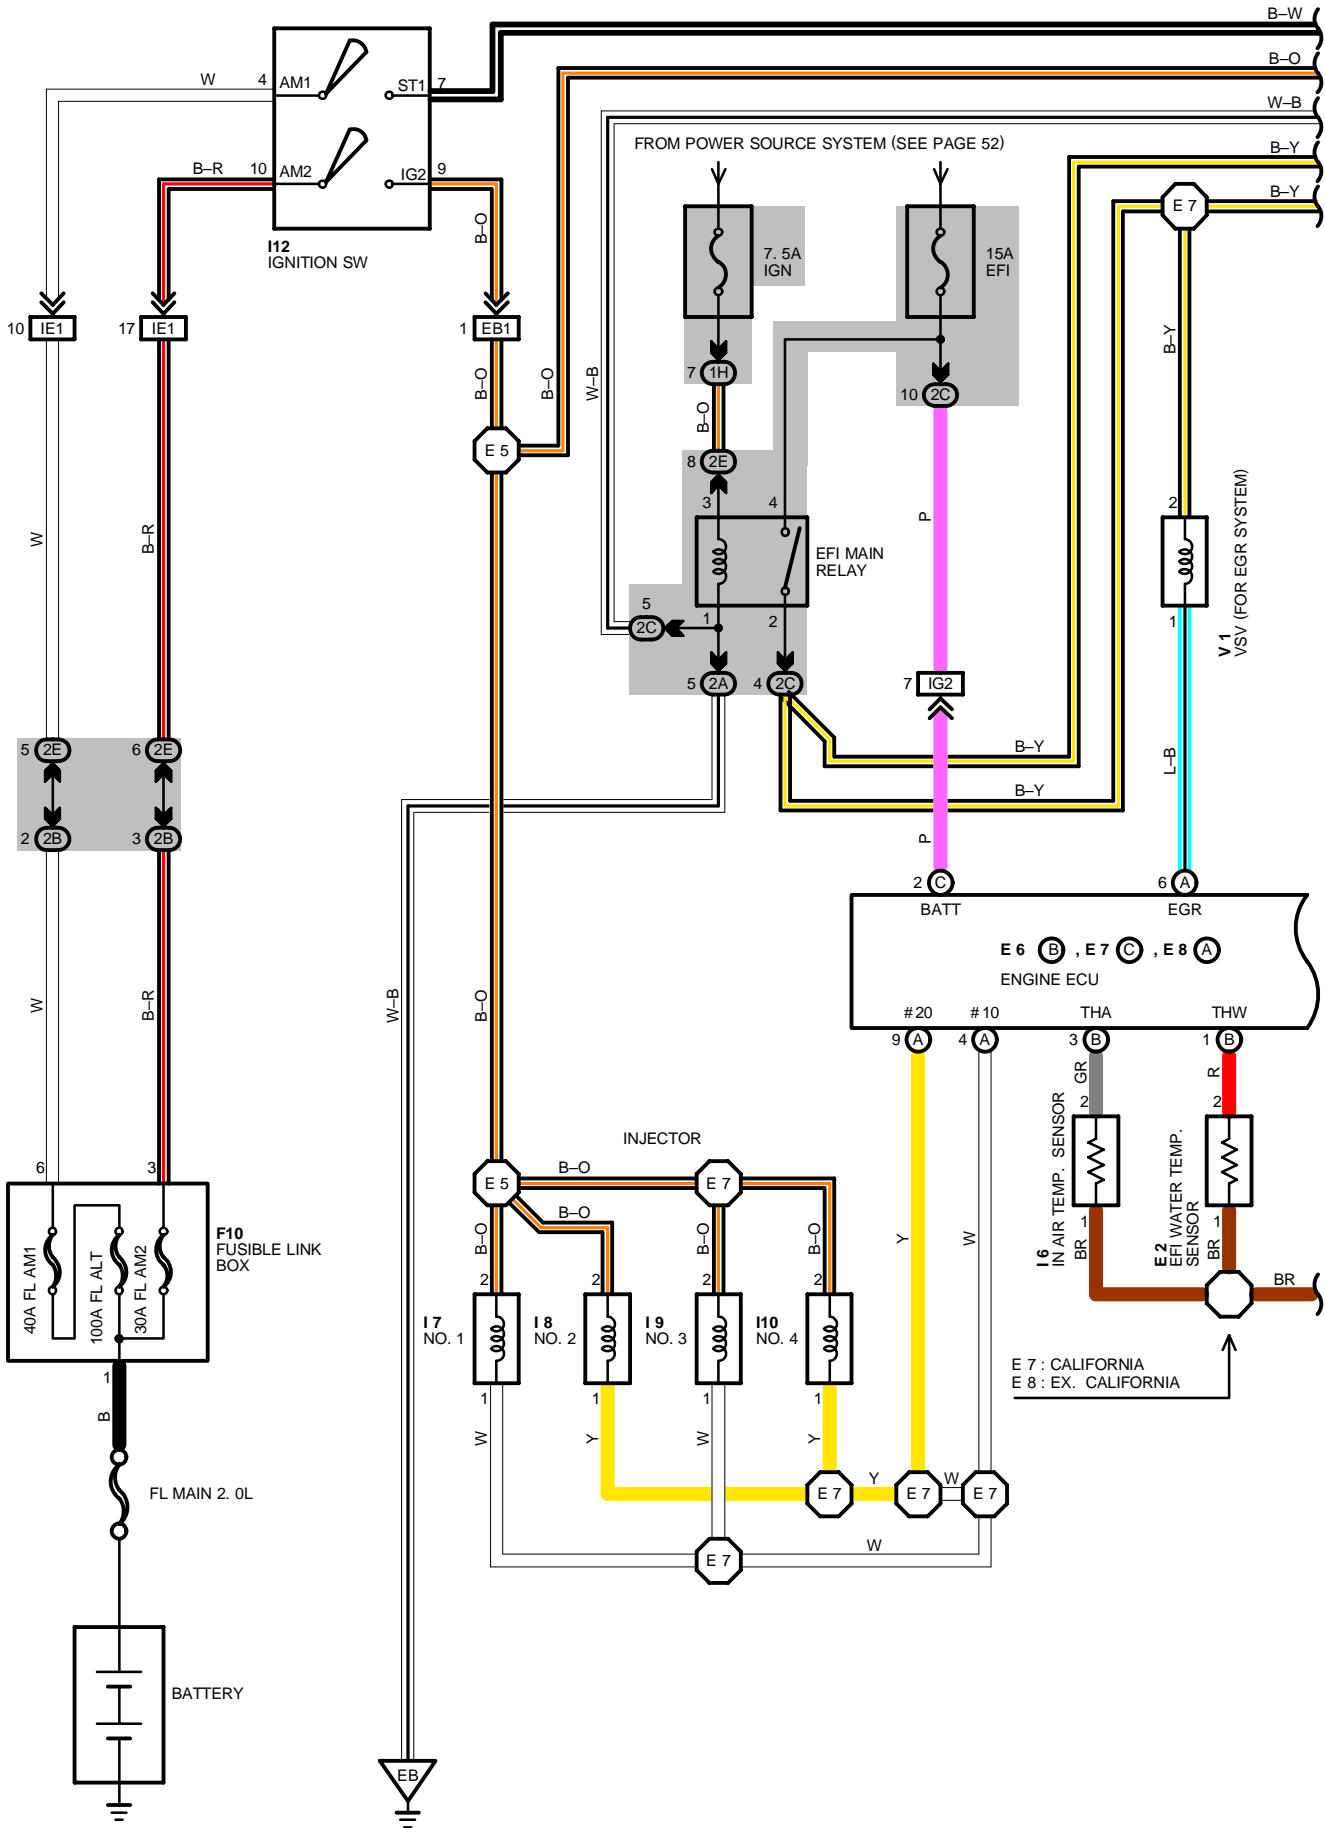 B–W
B–O
W–B
B–Y
B–Y
W
4
AM1
ST1
7
B–R
10
AM2
IG2
9
I12
IGNITION SW
B–O
FROM POWER SOURCE SYSTEM (SEE PAGE 52)
7. 5A
IGN
15A
EFI
E 7
10
IE1
17
IE1
1
EB1
B–O
B–O
W–B
7
1H
10
2C
B–Y
B–O
E 5
8
2E
3
4
W
B–R
P
2
EFI MAIN
RELAY
V 1
VSV (FOR EGR SYSTEM)
5
2C
1
2
1
5
2A
4
2C
7
IG2
5
2E
6
2E
B–Y
B–Y
L–B
2
2B
3
2B
P
2
C
6
A
BATT
EGR
E 6 B , E 7 C , E 8 A
ENGINE ECU
W
B–R
W–B
B–O
# 20
# 10
THA
THW
9
A
4
A
3
B
1
B
GR
R
2
2
INJECTOR
I 6
IN AIR TEMP. SENSOR
E 2
EFI WATER TEMP.
SENSOR
6
3
E 5
B–O
E 7
B–O
B–O
B–O
B–O
Y
W
1
BR
1
BR
BR
F10
FUSIBLE LINK
BOX
40A FL AM1
100A FL ALT
30A FL AM2
2
2
2
2
I 7
NO. 1
I 8
NO. 2
I 9
NO. 3
I10
NO. 4
E 7 : CALIFORNIA
E 8 : EX. CALIFORNIA
1
B
1
1
1
1
W
Y
W
Y
FL MAIN 2. 0L
E 7
Y
E 7
W
E 7
E 7
W
BATTERY
EB